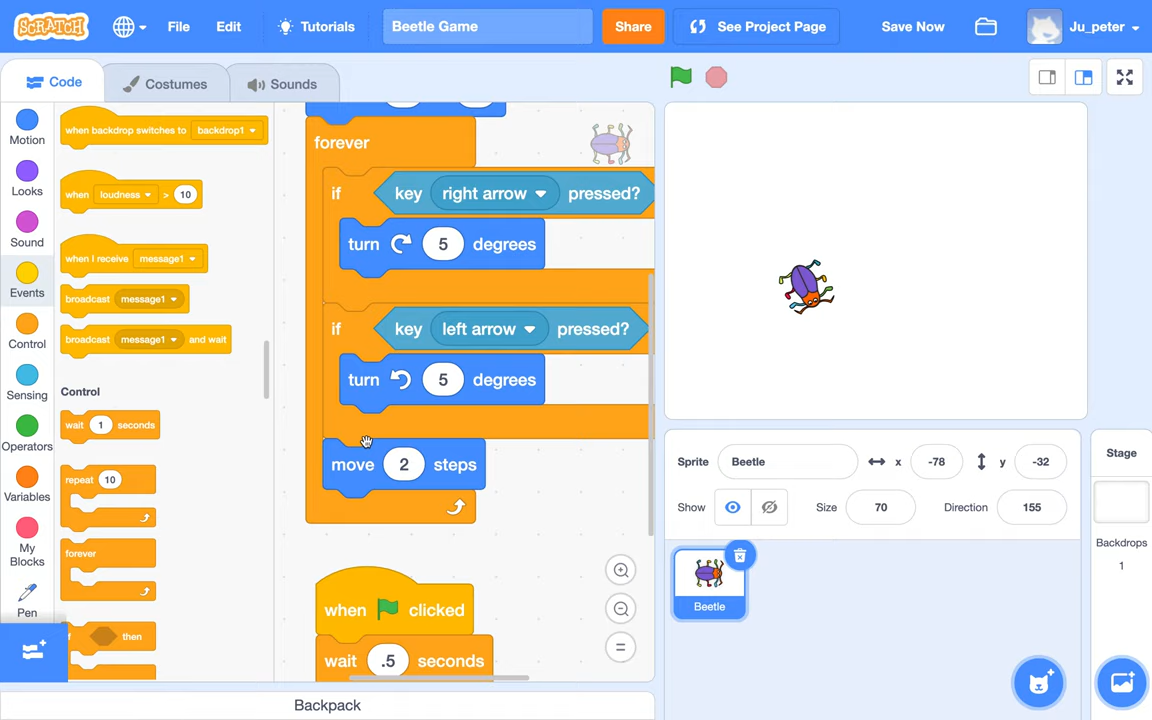 SCRATCH File Edit Tutorials Beetle Game Share See Project Page Save Now Ju_peter
Code Costumes Sounds
Motion
Looks
Sound
Events
Control
Sensing
Operators
Variables
My
Blocks
Pen
when backdrop switches to backdrop1
when loudness > 10
when I receive message1
broadcast message1
broadcast message1 and wait
Control
wait 1 seconds
repeat 10
forever
then
forever
if key right arrow pressed?
turn 5 degrees
if key left arrow pressed?
turn 5 degrees
move 2 steps
when clicked
wait .5 seconds
Backpack
Sprite Beetle x -78 y -32
Show Size 70 Direction 155
Beetle
Stage
Backdrops
1